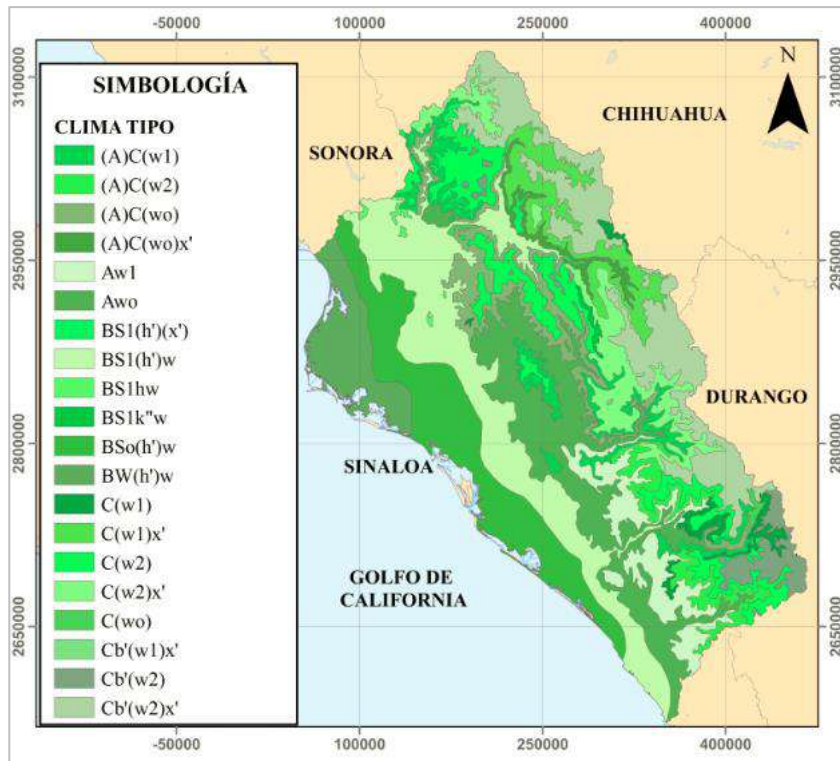 -50000 100000 250000 400000
3100000
2950000
2800000
2650000
SIMBOLOGÍA
CLIMA TIPO
(A)C(w1)
(A)C(w2)
(A)C(wo)
(A)C(wo)x'
Aw1
Awo
BS1(h')(x')
BS1(h')w
BS1hw
BS1k"w
BSo(h')w
BW(h')w
C(w1)
C(w1)x'
C(w2)
C(w2)x'
C(wo)
Cb'(w1)x'
Cb'(w2)
Cb'(w2)x'
N
CHIHUAHUA
SONORA
DURANGO
SINALOA
GOLFO DE
CALIFORNIA
3100000
2950000
2800000
2650000
-50000 100000 250000 400000